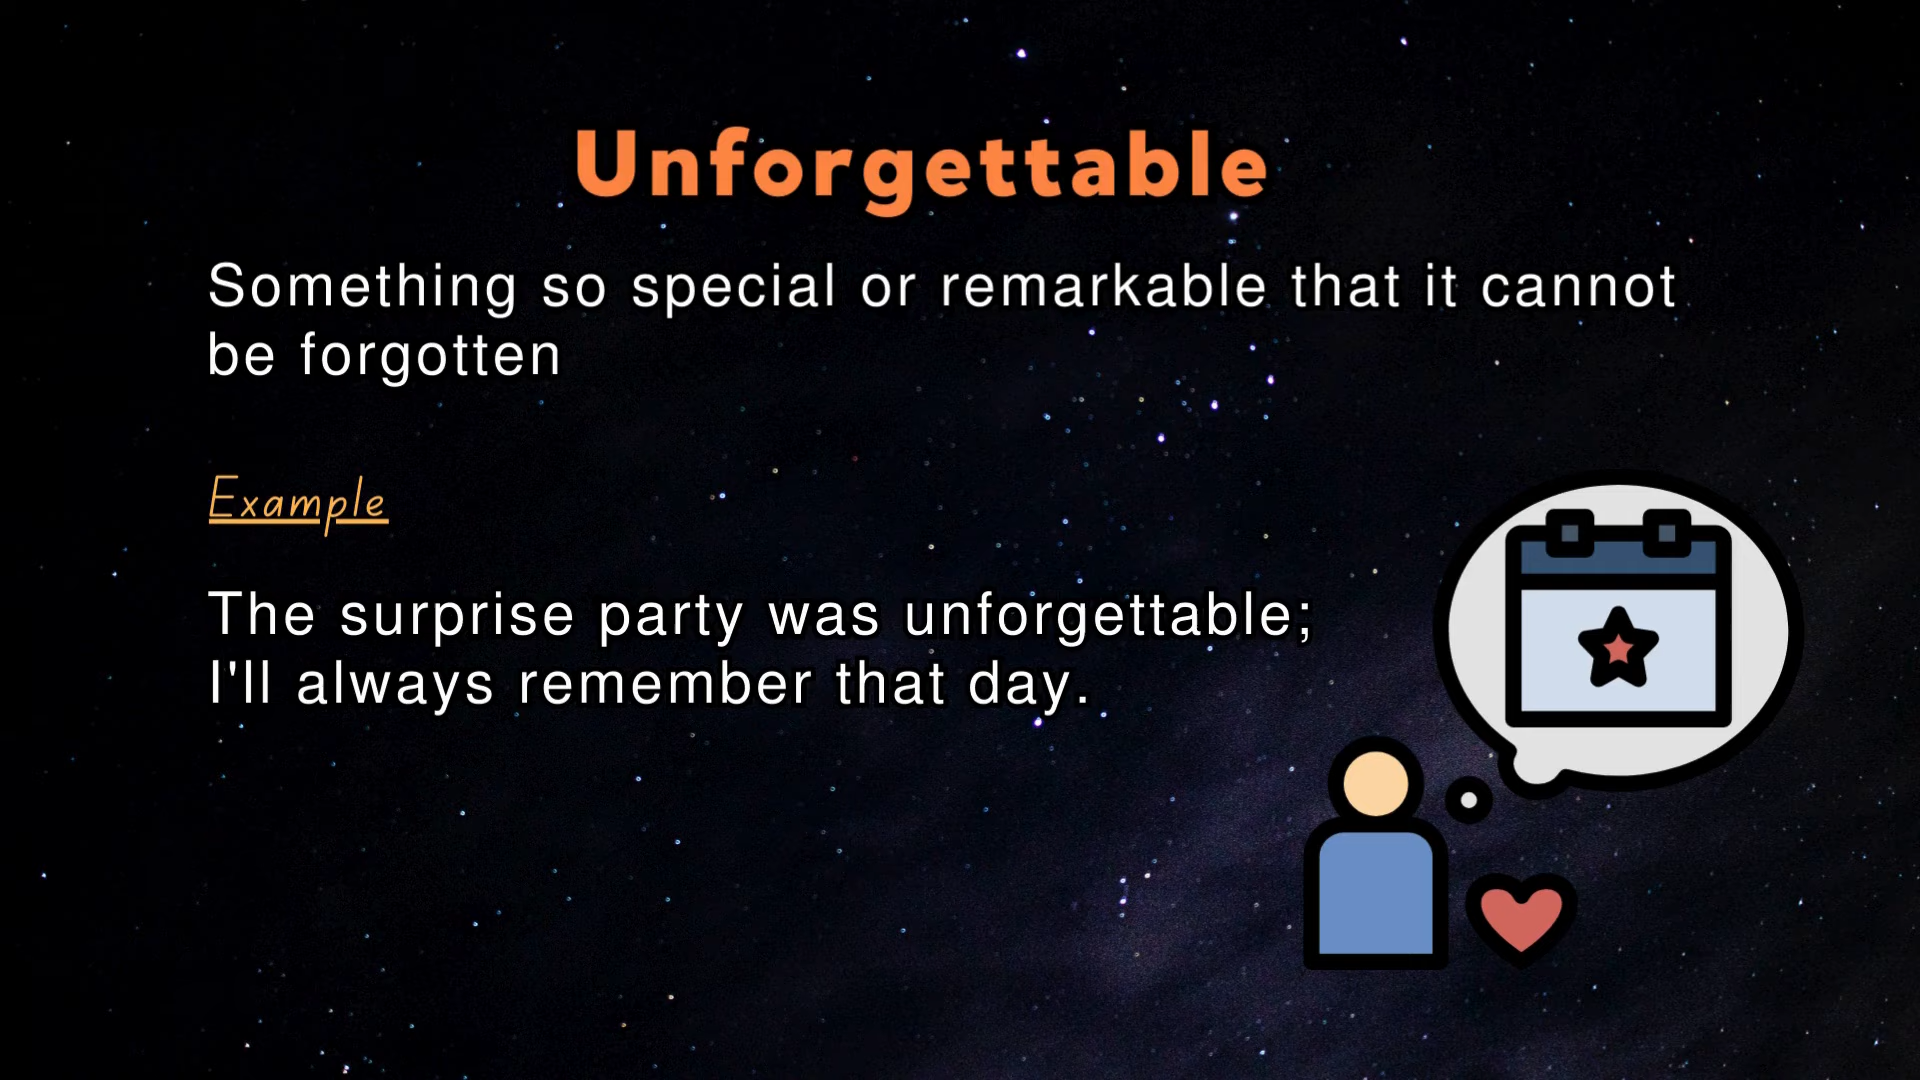 Unforgettable
Something so special or remarkable that it cannot
be forgotten
Example
The surprise party was unforgettable;
I'll always remember that day.